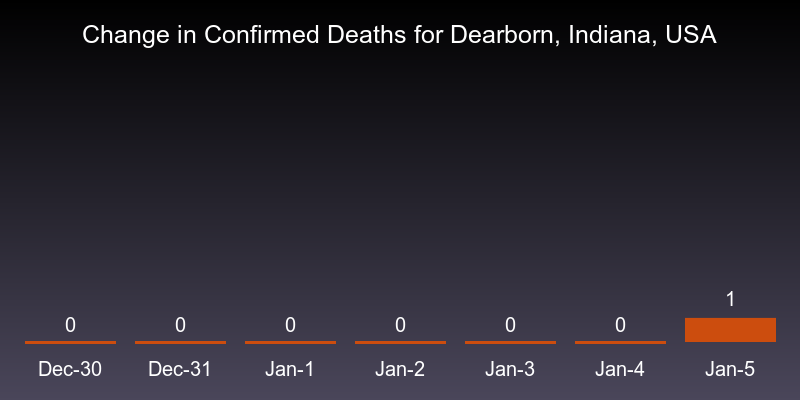 Change in Confirmed Deaths for Dearborn, Indiana, USA
0 0 0 0 0 0 1
Dec-30 Dec-31 Jan-1 Jan-2 Jan-3 Jan-4 Jan-5